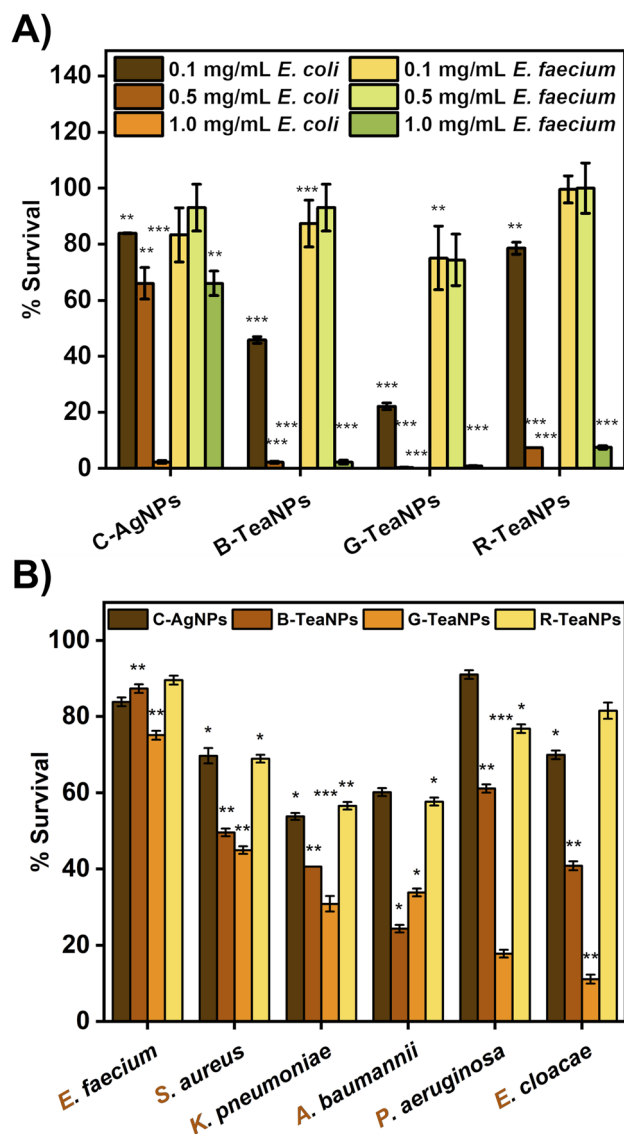 A)
0.1 mg/mL E. coli 0.1 mg/mL E. faecium
0.5 mg/mL E. coli 0.5 mg/mL E. faecium
1.0 mg/mL E. coli 1.0 mg/mL E. faecium
% Survival
140
120
100
80
60
40
20
0
** ** *** ** *** *** *** *** *** ** *** *** *** *** ** *** *** ***
C-AgNPs B-TeaNPs G-TeaNPs R-TeaNPs
B)
C-AgNPs B-TeaNPs G-TeaNPs R-TeaNPs
% Survival
100
80
60
40
20
0
** ** * ** ** * * ** *** ** * * * ** *** * * ** **
E. faecium S. aureus K. pneumoniae A. baumannii P. aeruginosa E. cloacae